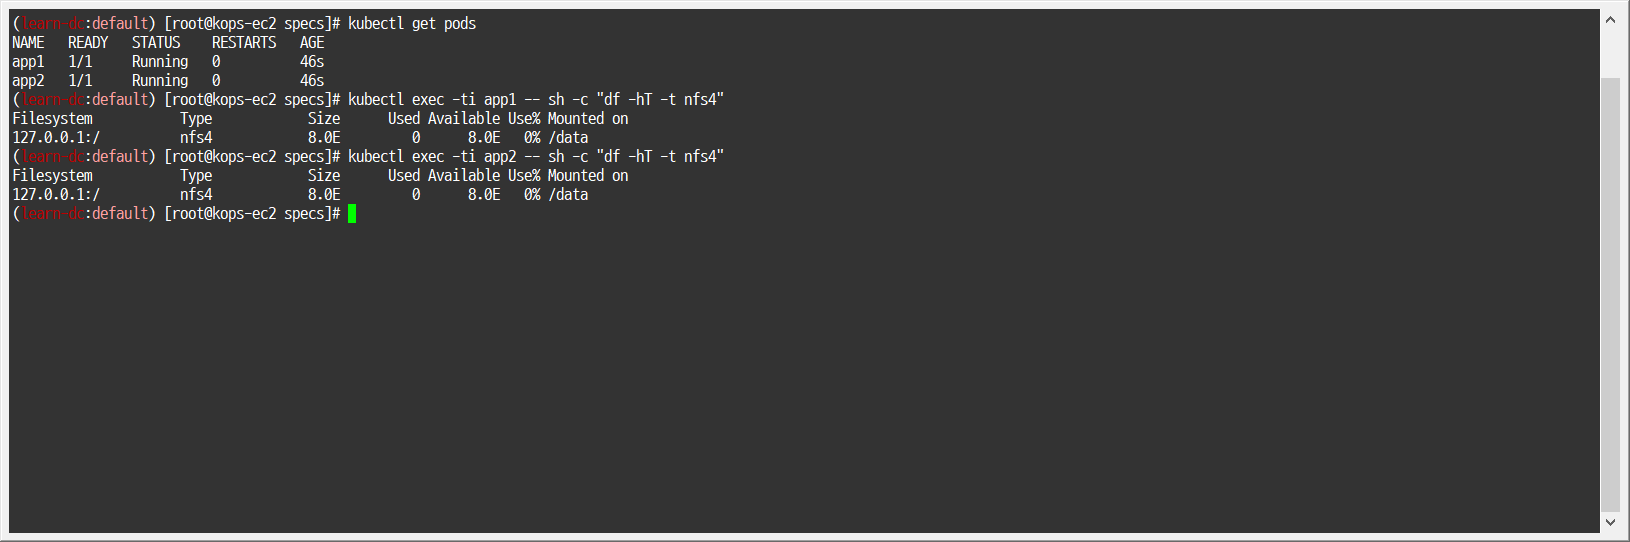 (learn-dc:default) [root@kops-ec2 specs]# kubectl get pods
NAME   READY   STATUS    RESTARTS   AGE
app1   1/1     Running   0          46s
app2   1/1     Running   0          46s
(learn-dc:default) [root@kops-ec2 specs]# kubectl exec -ti app1 -- sh -c "df -hT -t nfs4"
Filesystem           Type            Size      Used Available Use% Mounted on
127.0.0.1:/          nfs4            8.0E         0      8.0E   0% /data
(learn-dc:default) [root@kops-ec2 specs]# kubectl exec -ti app2 -- sh -c "df -hT -t nfs4"
Filesystem           Type            Size      Used Available Use% Mounted on
127.0.0.1:/          nfs4            8.0E         0      8.0E   0% /data
(learn-dc:default) [root@kops-ec2 specs]#